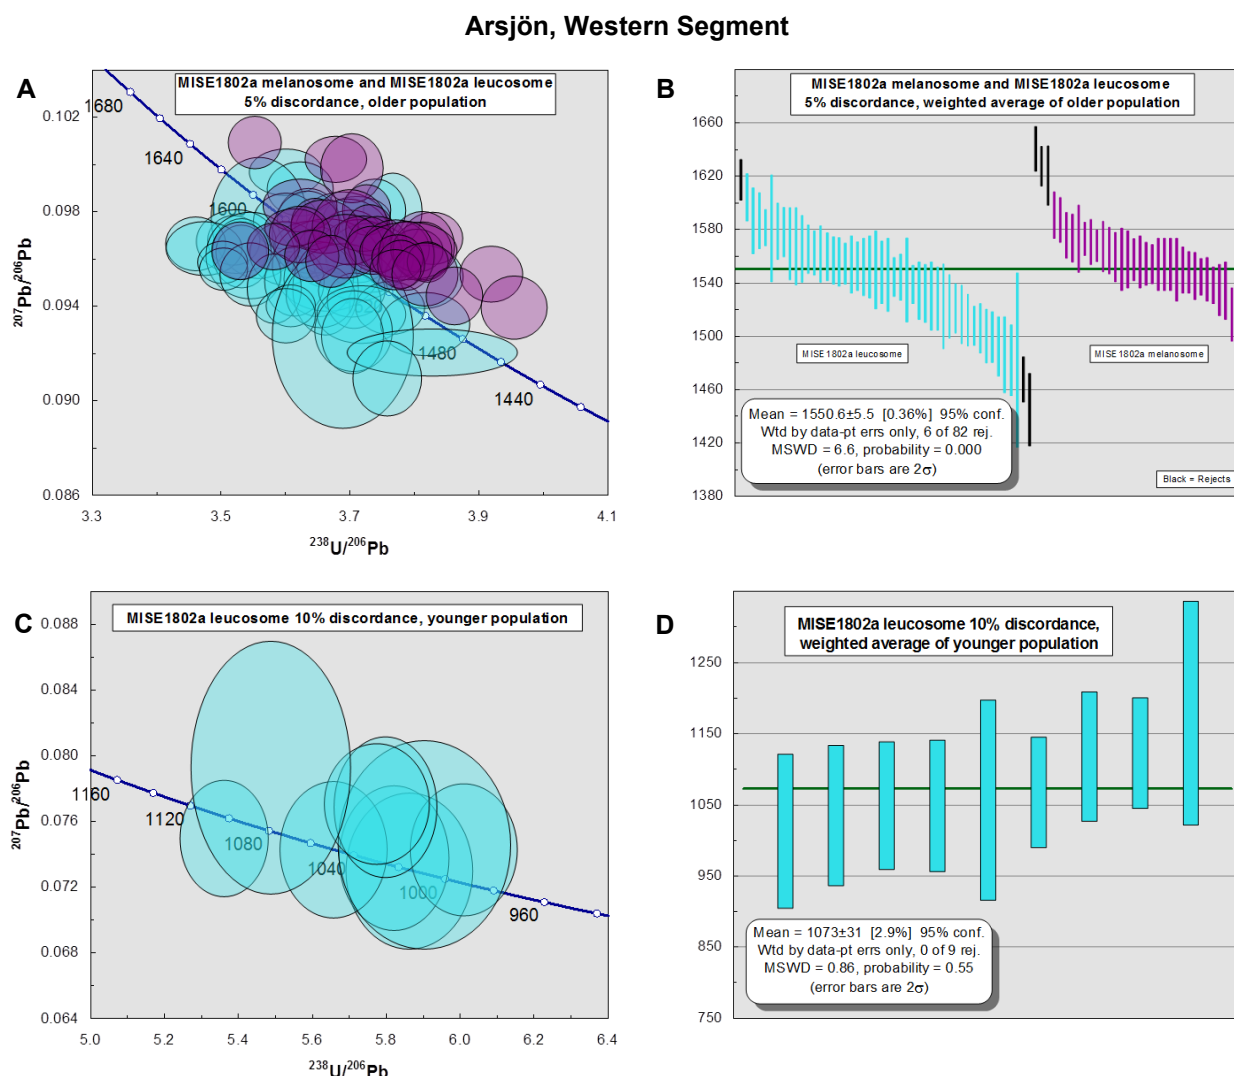 Arsjön, Western Segment
A
MISE1802a melanosome and MISE1802a leucosome
5% discordance, older population
0.102
0.098
0.094
0.090
0.086
1680
1640
1600
1480
1440
3.3 3.5 3.7 3.9 4.1
207Pb/206Pb
238U/206Pb
B
MISE1802a melanosome and MISE1802a leucosome
5% discordance, weighted average of older population
1660
1620
1580
1540
1500
1460
1420
1380
MISE1802a leucosome
MISE1802a melanosome
Mean = 1550.6±5.5 [0.36%] 95% conf.
Wtd by data-pt errs only, 6 of 82 rej.
MSWD = 6.6, probability = 0.000
(error bars are 2σ)
Black = Rejects
C
MISE1802a leucosome 10% discordance, younger population
0.088
0.084
0.080
0.076
0.072
0.068
0.064
1160
1120
1080
1040
1000
960
5.0 5.2 5.4 5.6 5.8 6.0 6.2 6.4
207Pb/206Pb
238U/206Pb
D
MISE1802a leucosome 10% discordance,
weighted average of younger population
1250
1150
1050
950
850
750
Mean = 1073±31 [2.9%] 95% conf.
Wtd by data-pt errs only, 0 of 9 rej.
MSWD = 0.86, probability = 0.55
(error bars are 2σ)